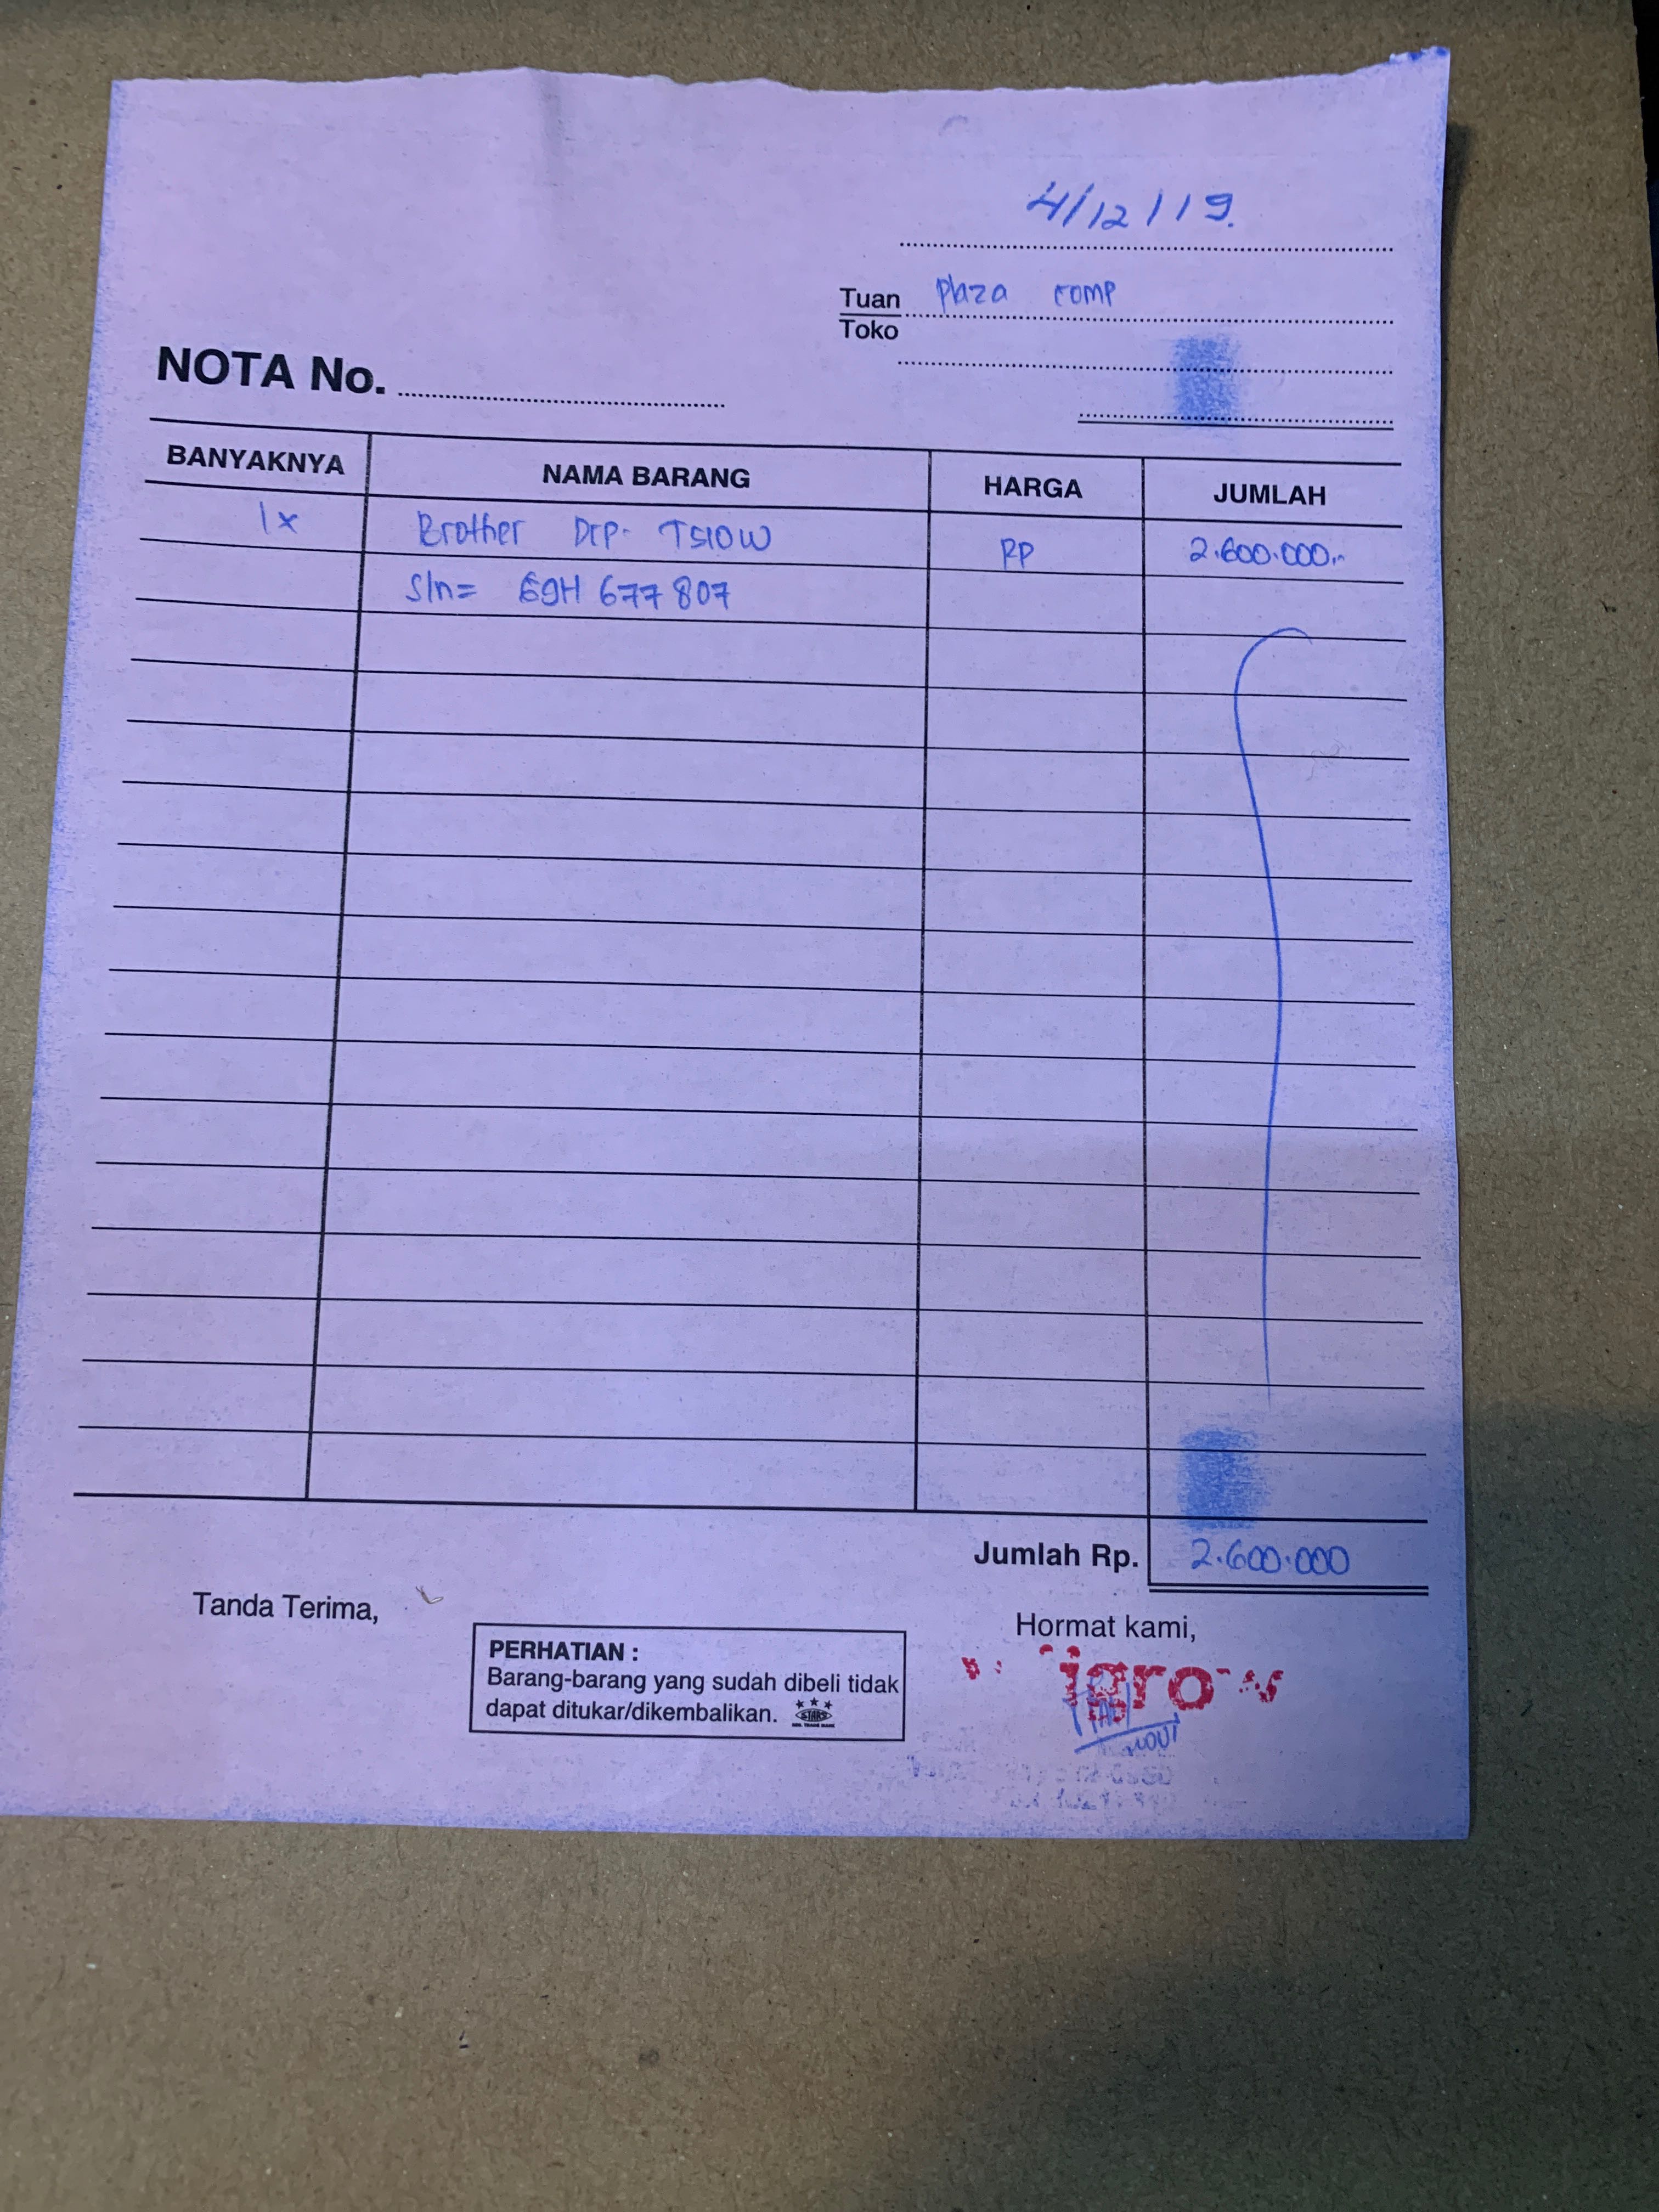 4/12/19.
Tuan Plaza comp
Toko
NOTA No.
BANYAKNYA NAMA BARANG HARGA JUMLAH
1x Brother Dcp- T510W RP 2.600.000,-
S/n= E9H 677 807
Jumlah Rp. 2.600.000
Tanda Terima,
Hormat kami,
PERHATIAN :
Barang-barang yang sudah dibeli tidak
dapat ditukar/dikembalikan.
STARS
NOVI